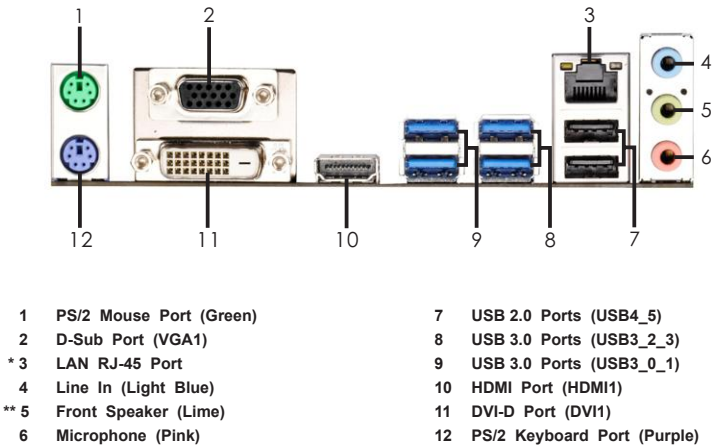 1 2 3
4
5
6
12 11 10 9 8 7
1 PS/2 Mouse Port (Green)
2 D-Sub Port (VGA1)
* 3 LAN RJ-45 Port
4 Line In (Light Blue)
** 5 Front Speaker (Lime)
6 Microphone (Pink)
7 USB 2.0 Ports (USB4_5)
8 USB 3.0 Ports (USB3_2_3)
9 USB 3.0 Ports (USB3_0_1)
10 HDMI Port (HDMI1)
11 DVI-D Port (DVI1)
12 PS/2 Keyboard Port (Purple)